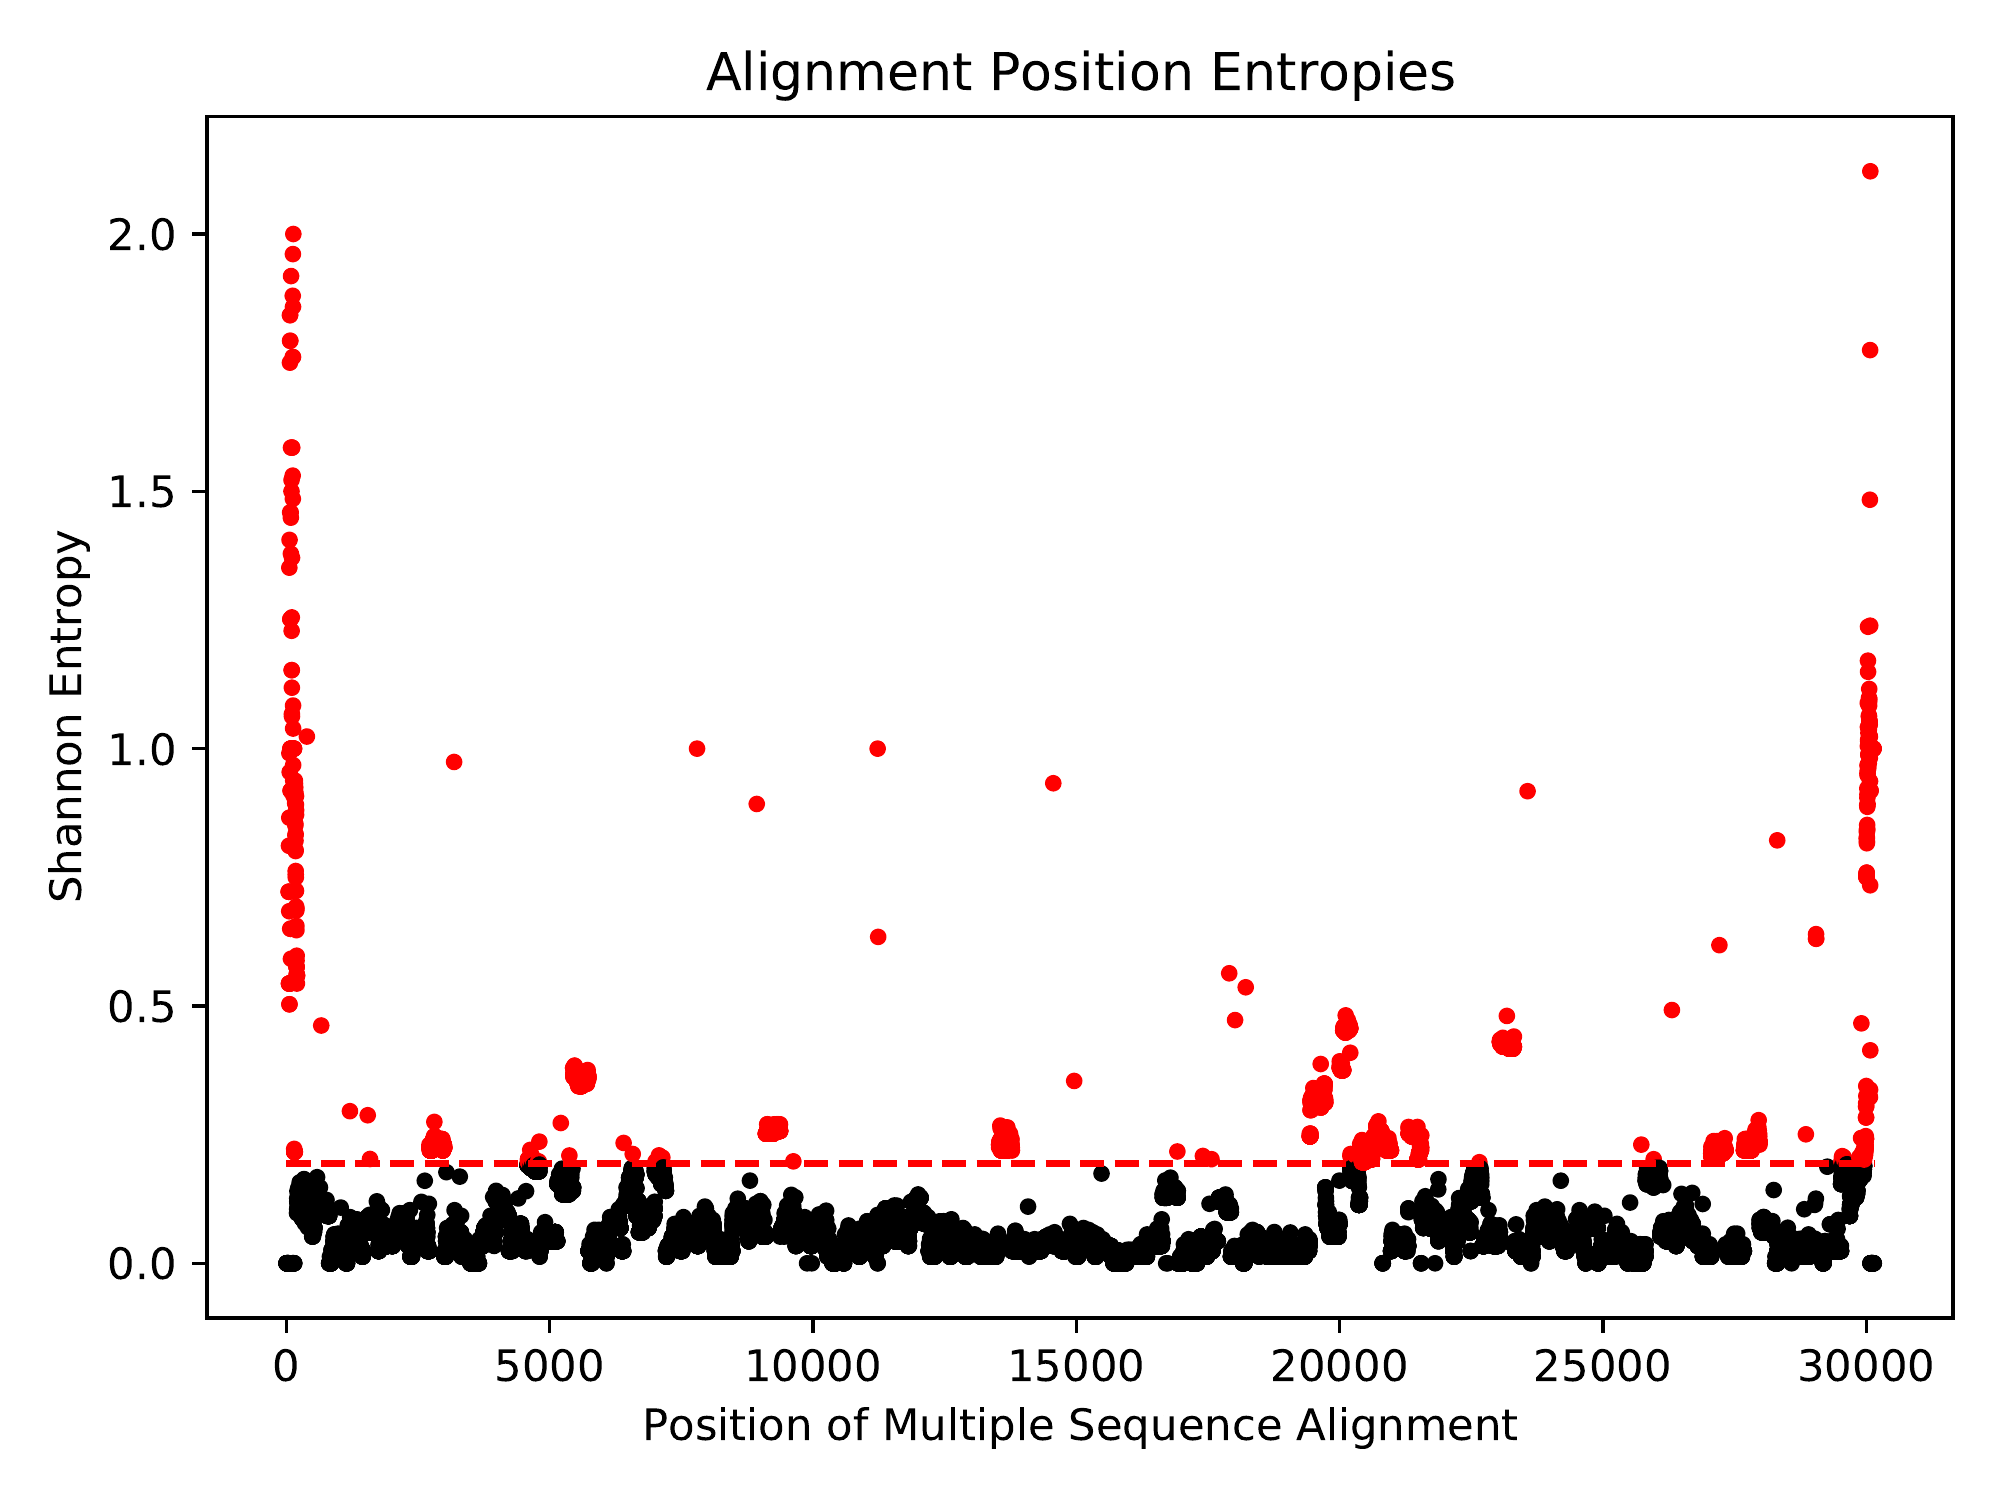 Alignment Position Entropies
2.0
1.5
1.0
0.5
0.0
Shannon Entropy
0 5000 10000 15000 20000 25000 30000
Position of Multiple Sequence Alignment